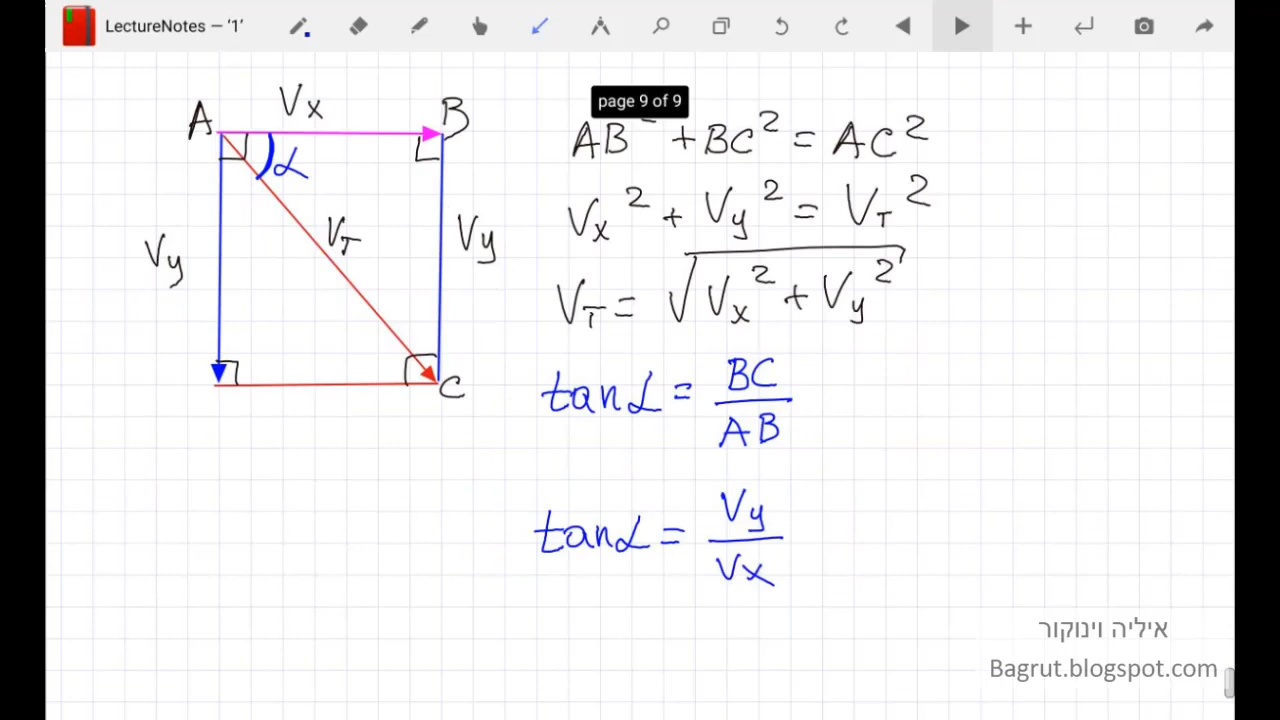 LectureNotes – '1'
page 9 of 9
A Vx B
α
Vy VT Vy
C
AB² + BC² = AC²
Vx² + Vy² = VT²
VT = √(Vx² + Vy²)
tanα = BC/AB
tanα = Vy/Vx
איליה וינוקור
Bagrut.blogspot.com